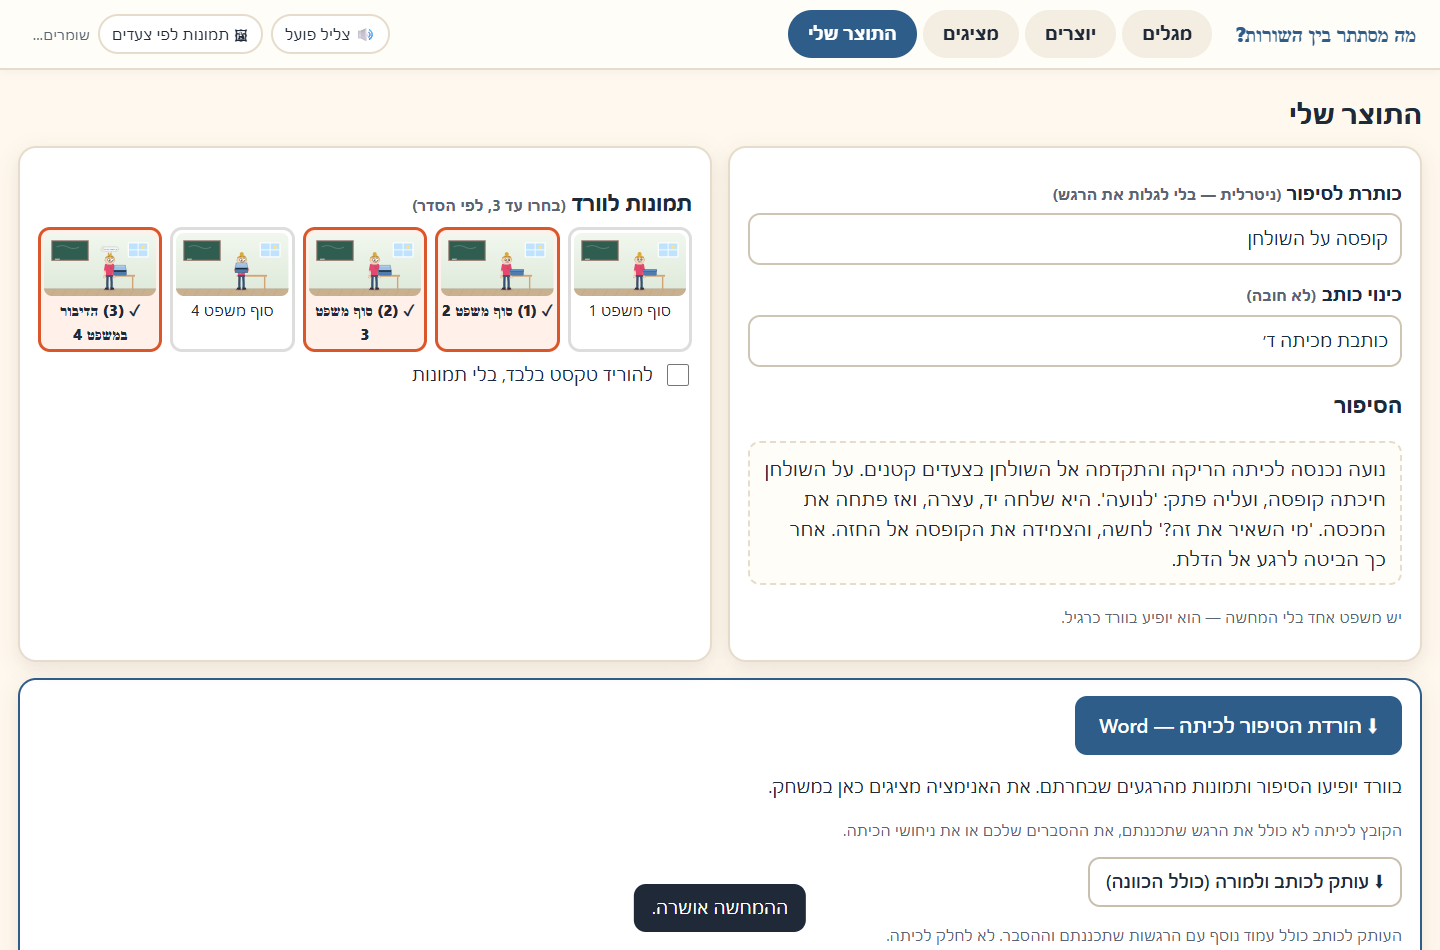 מה מסתתר בין השורות?
מגלים
יוצרים
מציגים
התוצר שלי
צליל פועל
תמונות לפי צעדים
שומרים...
התוצר שלי
כותרת לסיפור (ניטרלית — בלי לגלות את הרגש)
קופסה על השולחן
כינוי כותב (לא חובה)
כותבת מכיתה ד׳
הסיפור
נועה נכנסה לכיתה הריקה והתקדמה אל השולחן בצעדים קטנים. על השולחן
חיכתה קופסה, ועליה פתק: 'לנועה'. היא שלחה יד, עצרה, ואז פתחה את
המכסה. 'מי השאיר את זה?' לחשה, והצמידה את הקופסה אל החזה. אחר
כך הביטה לרגע אל הדלת.
יש משפט אחד בלי המחשה — הוא יופיע בוורד כרגיל.
תמונות לוורד (בחרו עד 3, לפי הסדר)
סוף משפט 1
✓ (1) סוף משפט 2
✓ (2) סוף משפט
3
סוף משפט 4
✓ (3) הדיבור
במשפט 4
להוריד טקסט בלבד, בלי תמונות
⬇ הורדת הסיפור לכיתה — Word
בוורד יופיעו הסיפור ותמונות מהרגעים שבחרתם. את האנימציה מציגים כאן במשחק.
הקובץ לכיתה לא כולל את הרגש שתכננתם, את ההסברים שלכם או את ניחושי הכיתה.
⬇ עותק לכותב ולמורה (כולל הכוונה)
העותק לכותב כולל עמוד נוסף עם הרגשות שתכננתם וההסבר. לא לחלק לכיתה.
ההמחשה אושרה.